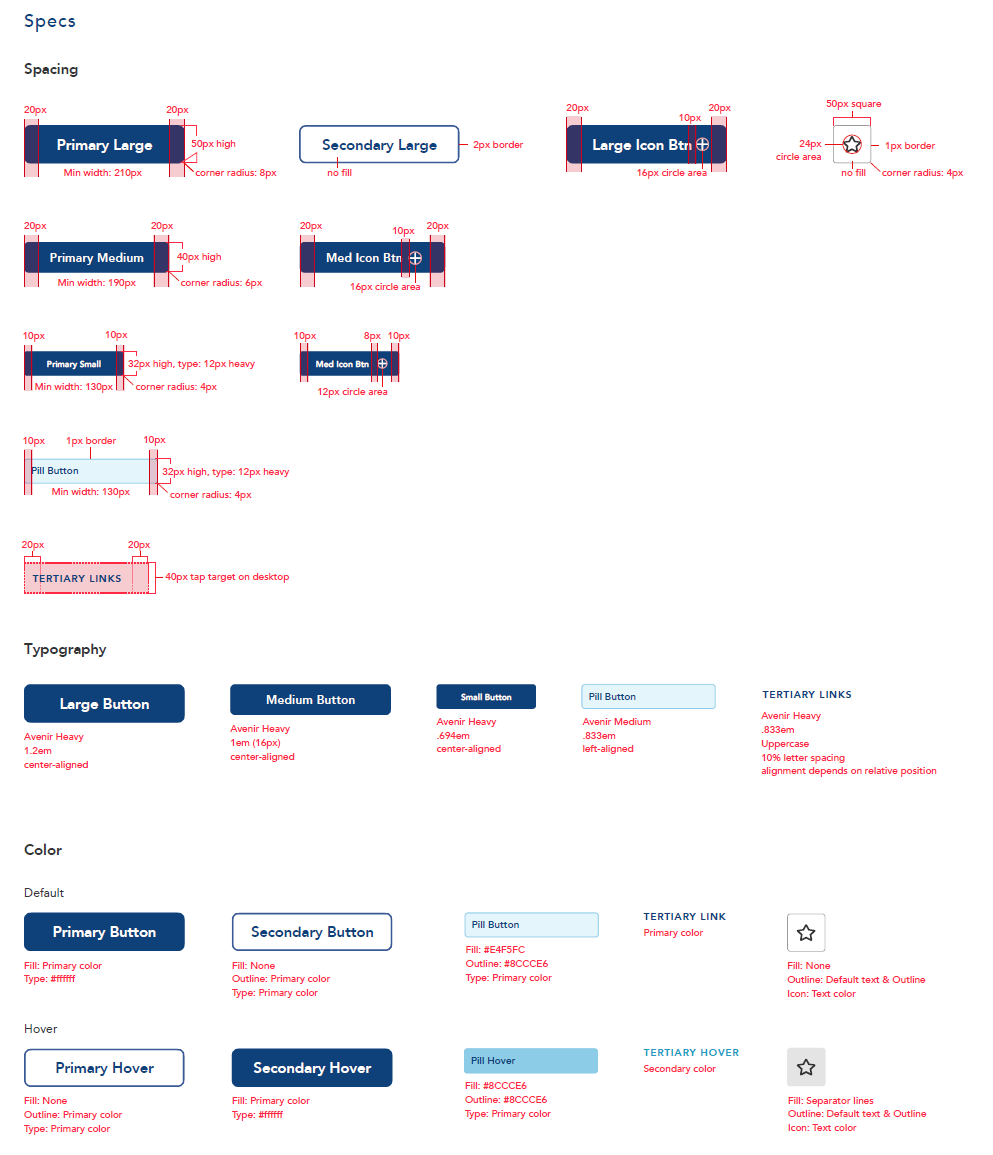 Specs
Spacing
20px
20px
Primary Large
50px high
Min width: 210px
corner radius: 8px
Secondary Large
2px border
no fill
20px
10px
20px
Large Icon Btn
16px circle area
50px square
24px
circle area
1px border
no fill
corner radius: 4px
20px
20px
Primary Medium
40px high
Min width: 190px
corner radius: 6px
20px
10px
20px
Med Icon Btn
16px circle area
10px
10px
Primary Small
32px high, type: 12px heavy
Min width: 130px
corner radius: 4px
10px
8px
10px
Med Icon Btn
12px circle area
10px
1px border
10px
Pill Button
32px high, type: 12px heavy
Min width: 130px
corner radius: 4px
20px
20px
TERTIARY LINKS
40px tap target on desktop
Typography
Large Button
Avenir Heavy
1.2em
center-aligned
Medium Button
Avenir Heavy
1em (16px)
center-aligned
Small Button
Avenir Heavy
.694em
center-aligned
Pill Button
Avenir Medium
.833em
left-aligned
TERTIARY LINKS
Avenir Heavy
.833em
Uppercase
10% letter spacing
alignment depends on relative position
Color
Default
Primary Button
Fill: Primary color
Type: #ffffff
Secondary Button
Fill: None
Outline: Primary color
Type: Primary color
Pill Button
Fill: #E4F5FC
Outline: #8CCCE6
Type: Primary color
TERTIARY LINK
Primary color
Fill: None
Outline: Default text & Outline
Icon: Text color
Hover
Primary Hover
Fill: None
Outline: Primary color
Type: Primary color
Secondary Hover
Fill: Primary color
Type: #ffffff
Pill Hover
Fill: #8CCCE6
Outline: #8CCCE6
Type: Primary color
TERTIARY HOVER
Secondary color
Fill: Separator lines
Outline: Default text & Outline
Icon: Text color